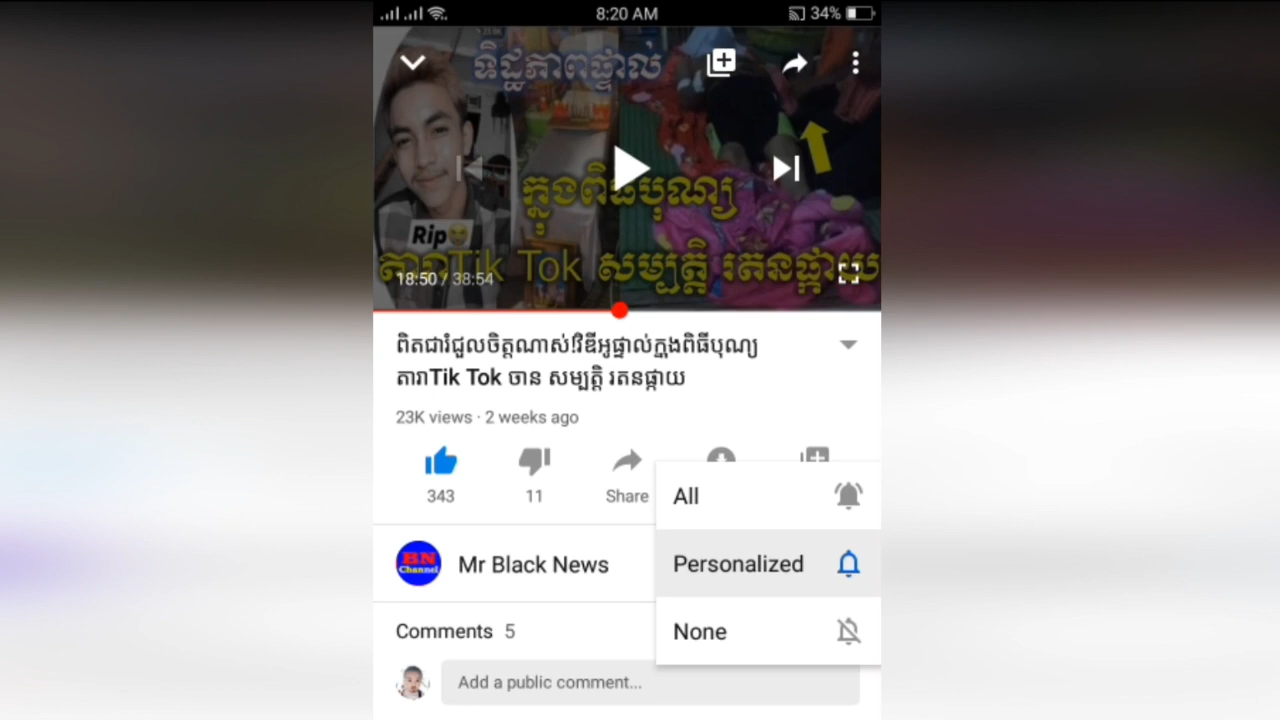 8:20 AM
34%
ទិដ្ឋភាពផ្ទាល់
ក្នុងពិធីបុណ្យ
Rip
តារាTik Tok សម្បត្តិ រតនផ្កាយ
18:50 / 38:54
ពិតជារំជួលចិត្តណាស់!វីឌីអូផ្ទាល់ក្នុងពិធីបុណ្យ
តារាTik Tok ចាន សម្បត្តិ រតនផ្កាយ
23K views · 2 weeks ago
343
11
Share
All
BN
Channel
Mr Black News
Personalized
Comments 5
None
Add a public comment...